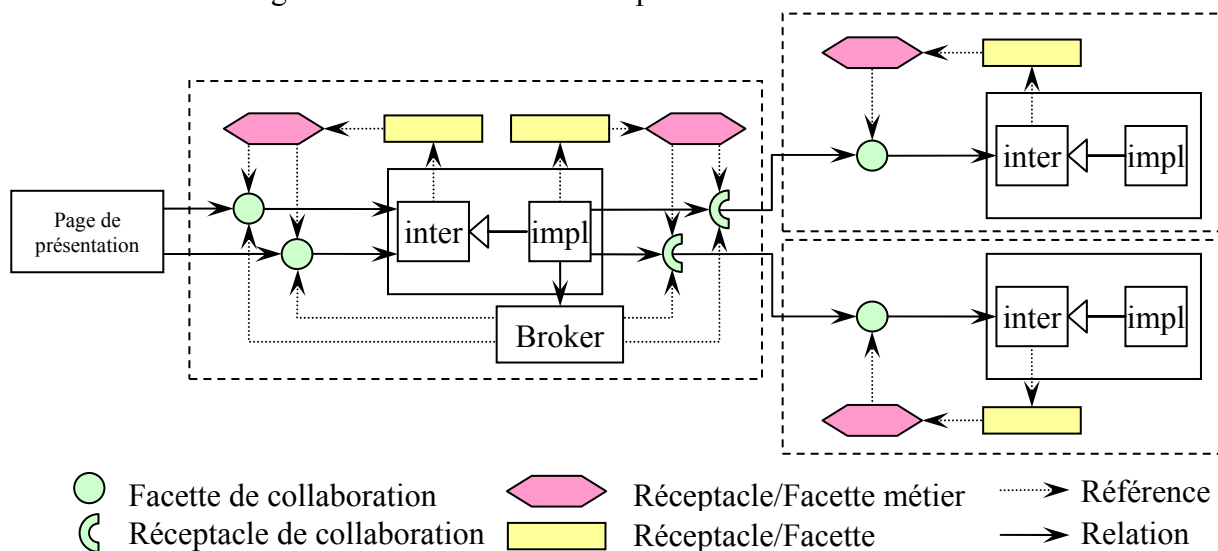 Page de
présentation
inter
impl
Broker
inter
impl
inter
impl
Facette de collaboration
Réceptacle de collaboration
Réceptacle/Facette métier
Réceptacle/Facette
Référence
Relation